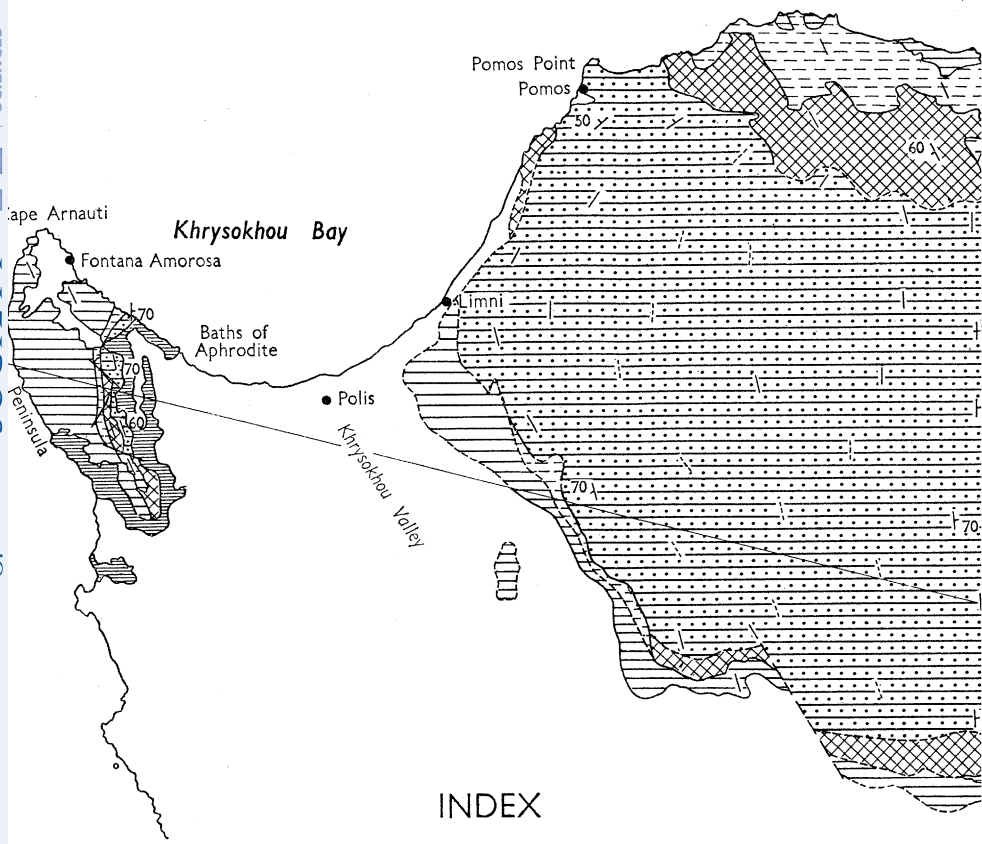 Pomos Point
Pomos
50
60
ape Arnauti
Khrysokhou Bay
Fontana Amorosa
70
Limni
Baths of
Aphrodite
70
Peninsula
Polis
60
Khrysokhou Valley
70
70
INDEX